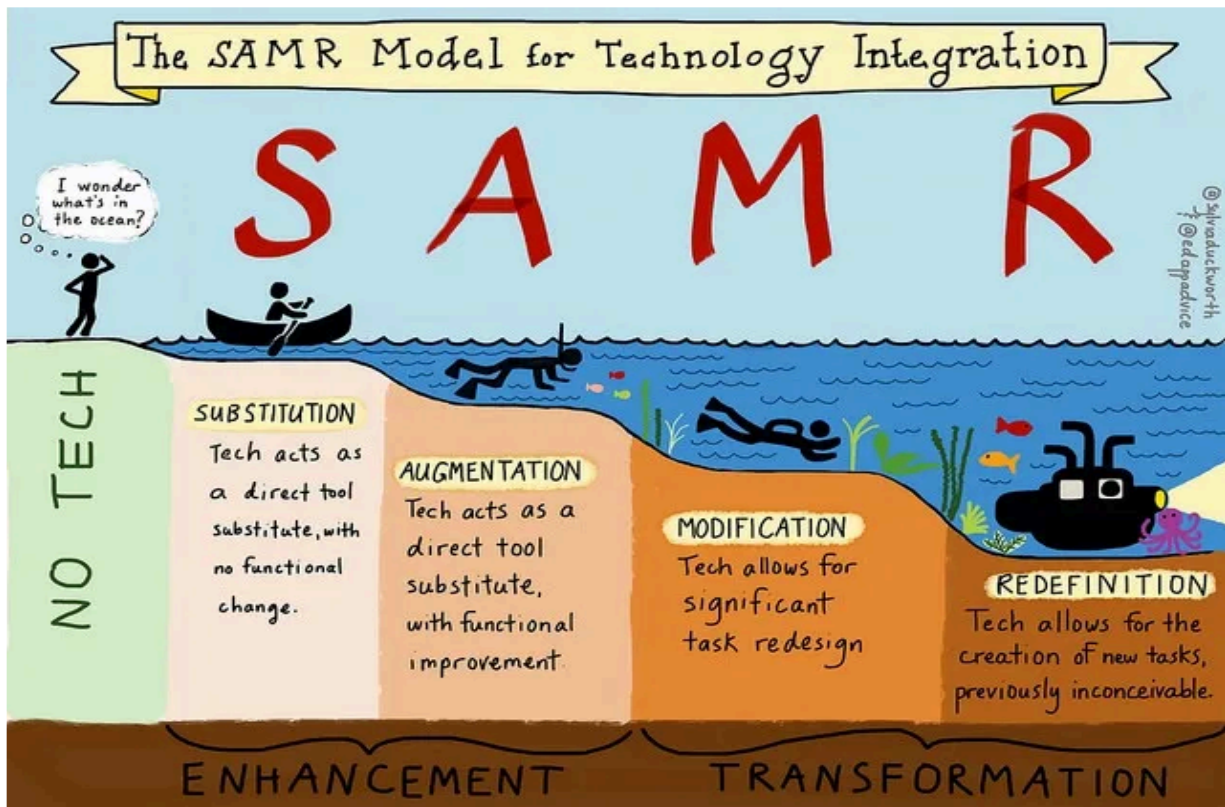 The SAMR Model for Technology Integration
S A M R
I wonder
what's in
the ocean?
@sylviaduckworth
& @edappadvice
NO TECH
SUBSTITUTION
Tech acts as
a direct tool
substitute, with
no functional
change.
AUGMENTATION
Tech acts as a
direct tool
substitute,
with functional
improvement
MODIFICATION
Tech allows for
significant
task redesign
REDEFINITION
Tech allows for the
creation of new tasks,
previously inconceivable.
ENHANCEMENT
TRANSFORMATION